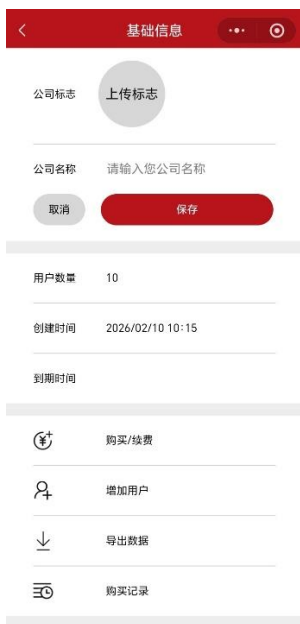 基础信息
公司标志 上传标志
公司名称 请输入您公司名称
取消 保存
用户数量 10
创建时间 2026/02/10 10:15
到期时间
购买/续费
增加用户
导出数据
购买记录